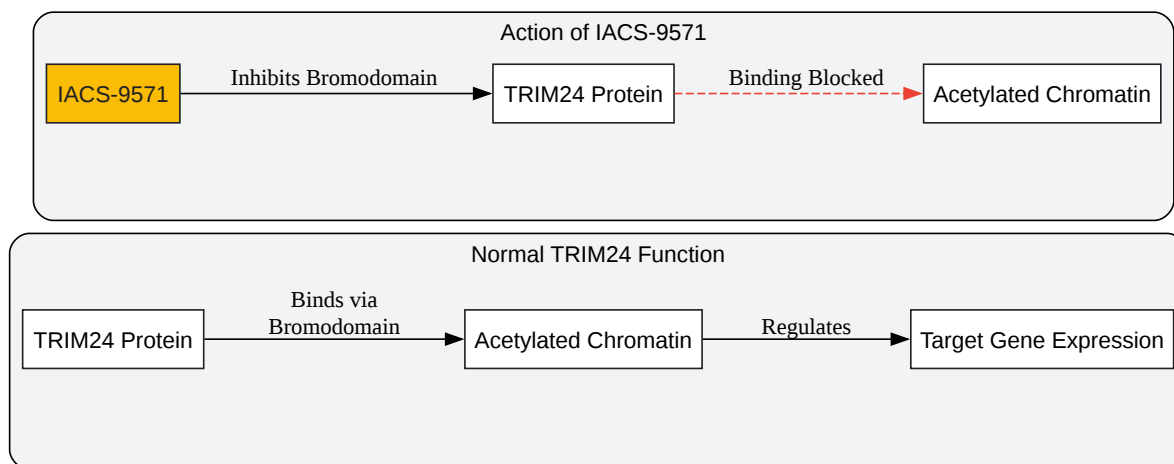 Action of IACS-9571
IACS-9571
Inhibits Bromodomain
TRIM24 Protein
Binding Blocked
Acetylated Chromatin
Normal TRIM24 Function
TRIM24 Protein
Binds via
Bromodomain
Acetylated Chromatin
Regulates
Target Gene Expression